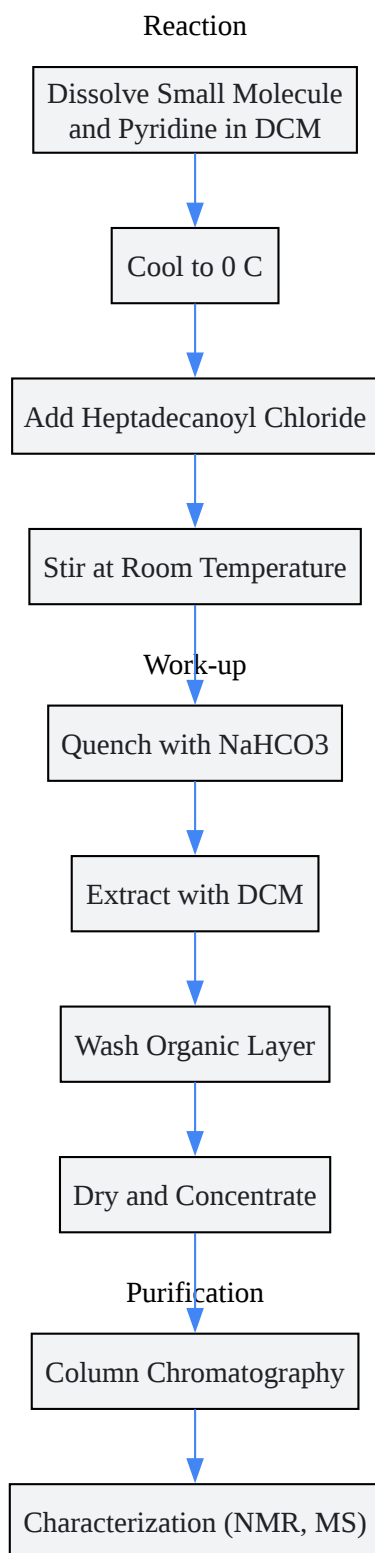 Reaction
Dissolve Small Molecule
and Pyridine in DCM
Cool to 0 C
Add Heptadecanoyl Chloride
Stir at Room Temperature
Work-up
Quench with NaHCO3
Extract with DCM
Wash Organic Layer
Dry and Concentrate
Purification
Column Chromatography
Characterization (NMR, MS)